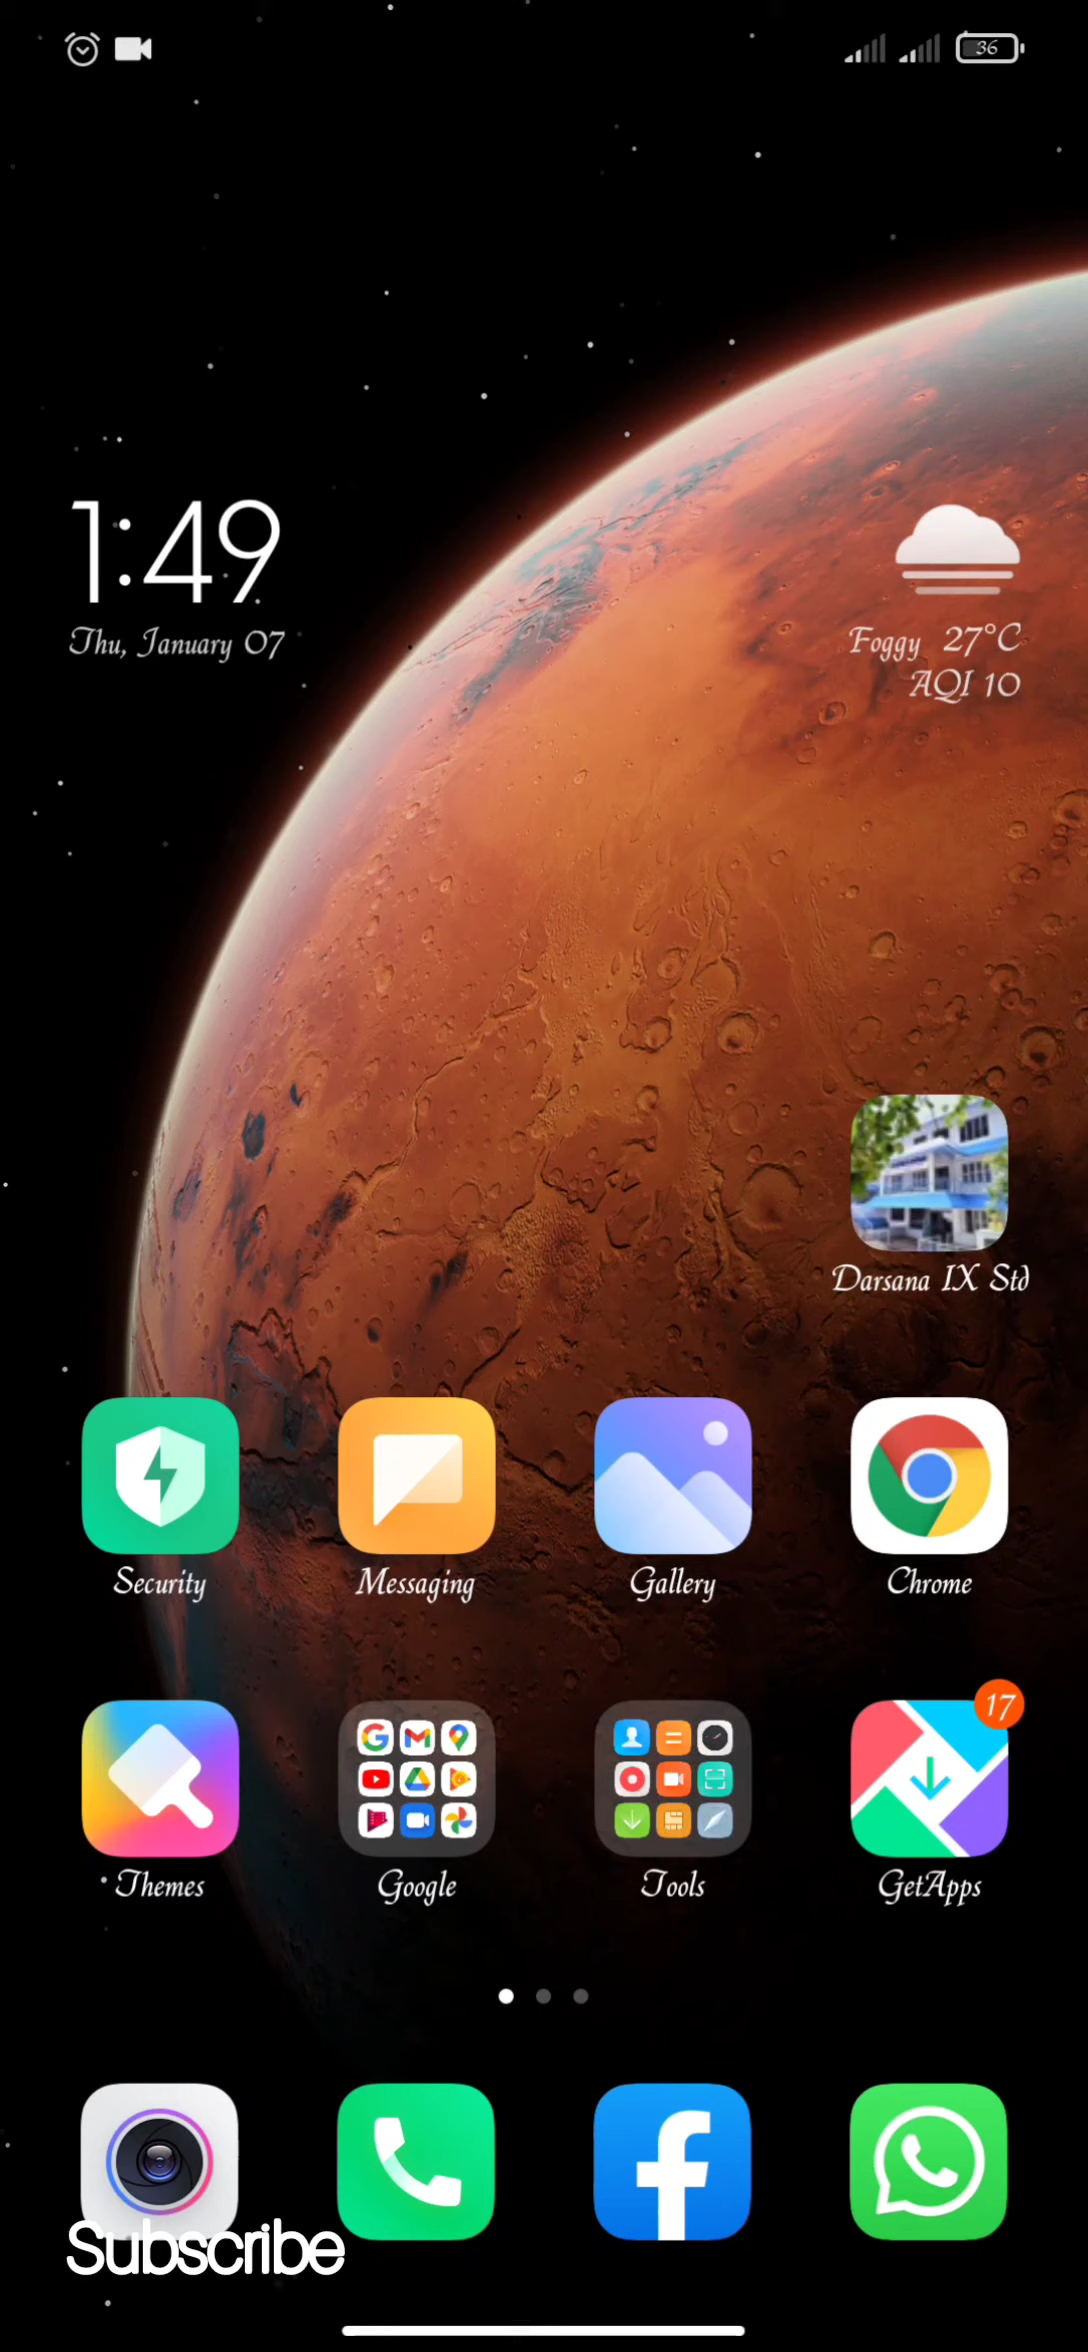 36
1:49
Thu, January 07
Foggy 27°C
AQI 10
Darsana IX Std
Security
Messaging
Gallery
Chrome
17
Themes
Google
Tools
GetApps
Subscribe